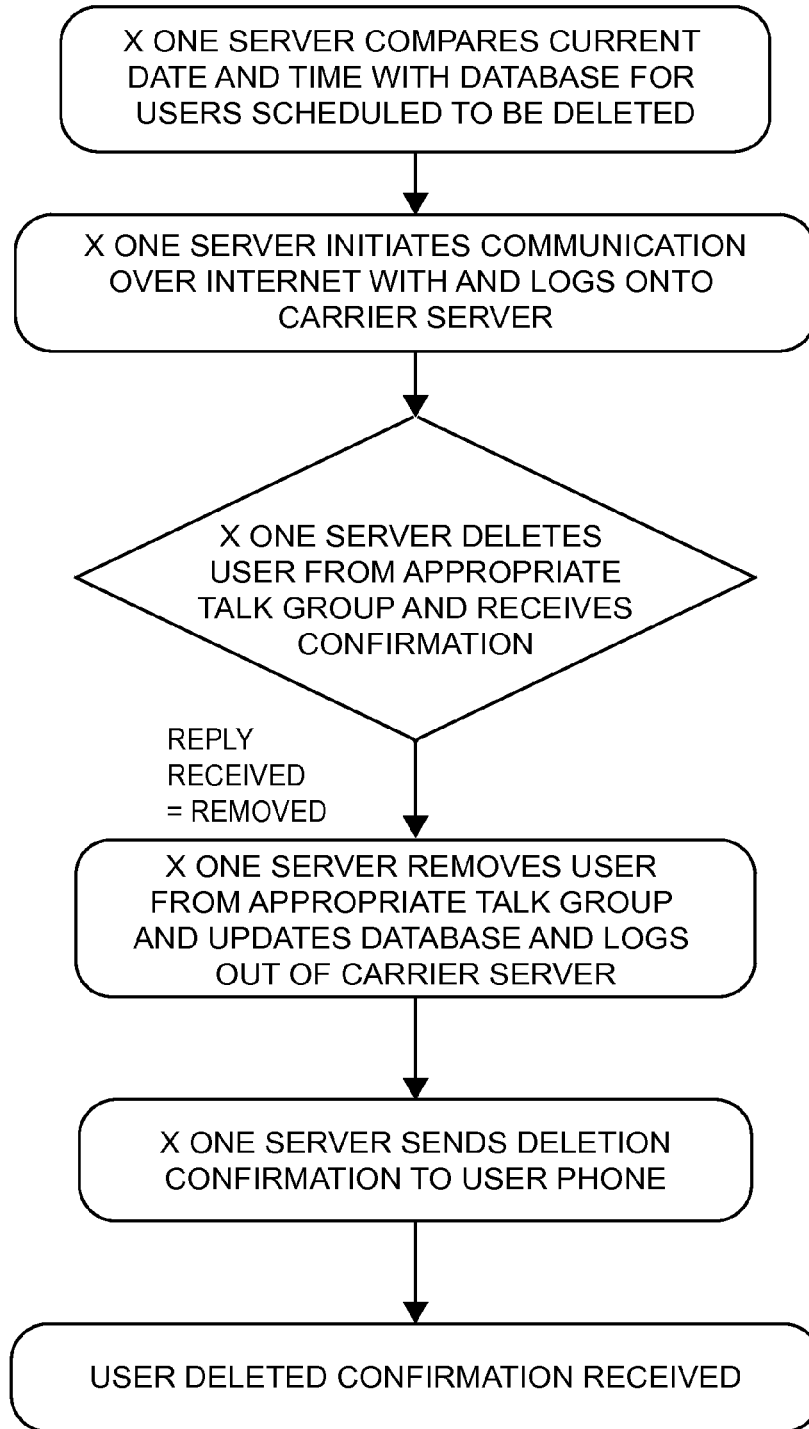 X ONE SERVER COMPARES CURRENT
DATE AND TIME WITH DATABASE FOR
USERS SCHEDULED TO BE DELETED
X ONE SERVER INITIATES COMMUNICATION
OVER INTERNET WITH AND LOGS ONTO
CARRIER SERVER
X ONE SERVER DELETES
USER FROM APPROPRIATE
TALK GROUP AND RECEIVES
CONFIRMATION
REPLY
RECEIVED
= REMOVED
X ONE SERVER REMOVES USER
FROM APPROPRIATE TALK GROUP
AND UPDATES DATABASE AND LOGS
OUT OF CARRIER SERVER
X ONE SERVER SENDS DELETION
CONFIRMATION TO USER PHONE
USER DELETED CONFIRMATION RECEIVED